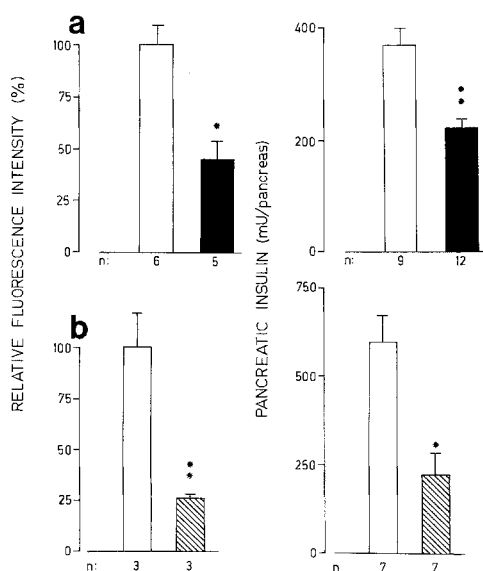 a
RELATIVE FLUORESCENCE INTENSITY (%)
100
75
50
25
0
*
n: 6 5
PANCREATIC INSULIN (mU/pancreas)
400
200
0
*
*
n: 9 12
b
100
75
50
25
0
*
*
n: 3 3
750
500
250
0
*
n 7 7